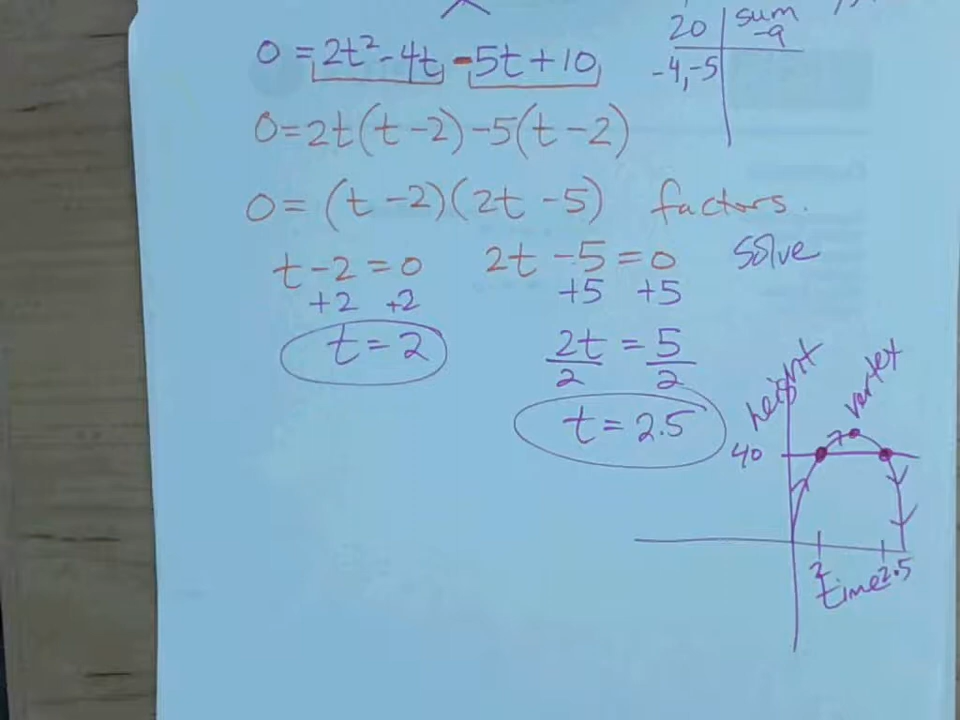 20 | sum -9
-4, -5
0 = 2t² - 4t - 5t + 10
0 = 2t(t - 2) - 5(t - 2)
0 = (t - 2)(2t - 5) factors.
t - 2 = 0 2t - 5 = 0 solve
+2 +2 +5 +5
t = 2
2t/2 = 5/2
t = 2.5
height
vertex
40
2 2.5
time